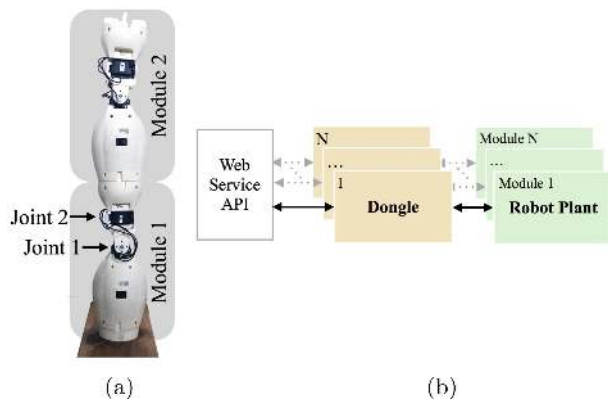 Module 2
Joint 2
Joint 1
Module 1
(a)
Web
Service
API
N
...
1
Dongle
Module N
...
Module 1
Robot Plant
(b)